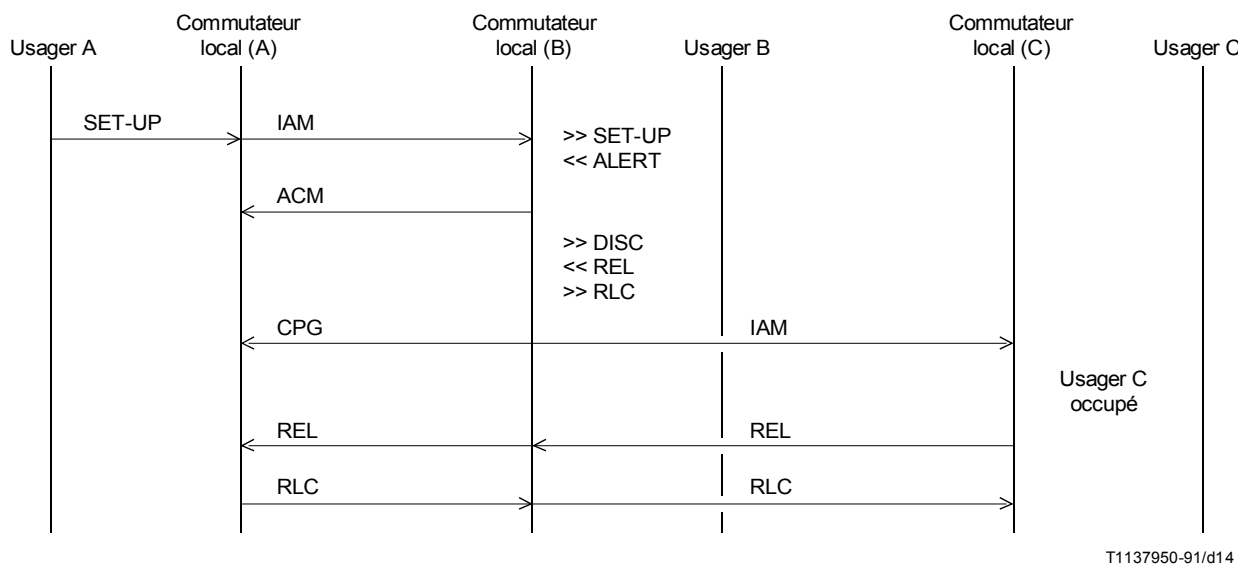 Usager A
Commutateur
local (A)
Commutateur
local (B)
Usager B
Commutateur
local (C)
Usager C
SET-UP
IAM
>> SET-UP
<< ALERT
ACM
>> DISC
<< REL
>> RLC
CPG
IAM
Usager C
occupé
REL
REL
RLC
RLC
T1137950-91/d14